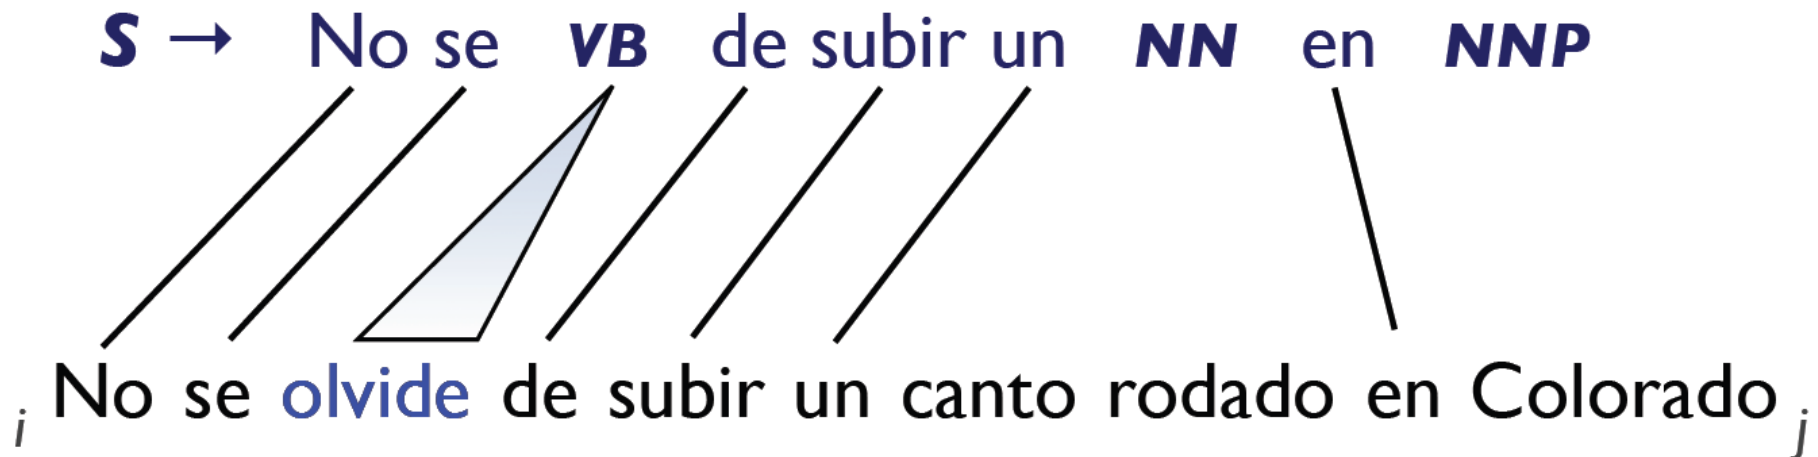 S → No se VB de subir un NN en NNP
i No se olvide de subir un canto rodado en Colorado j